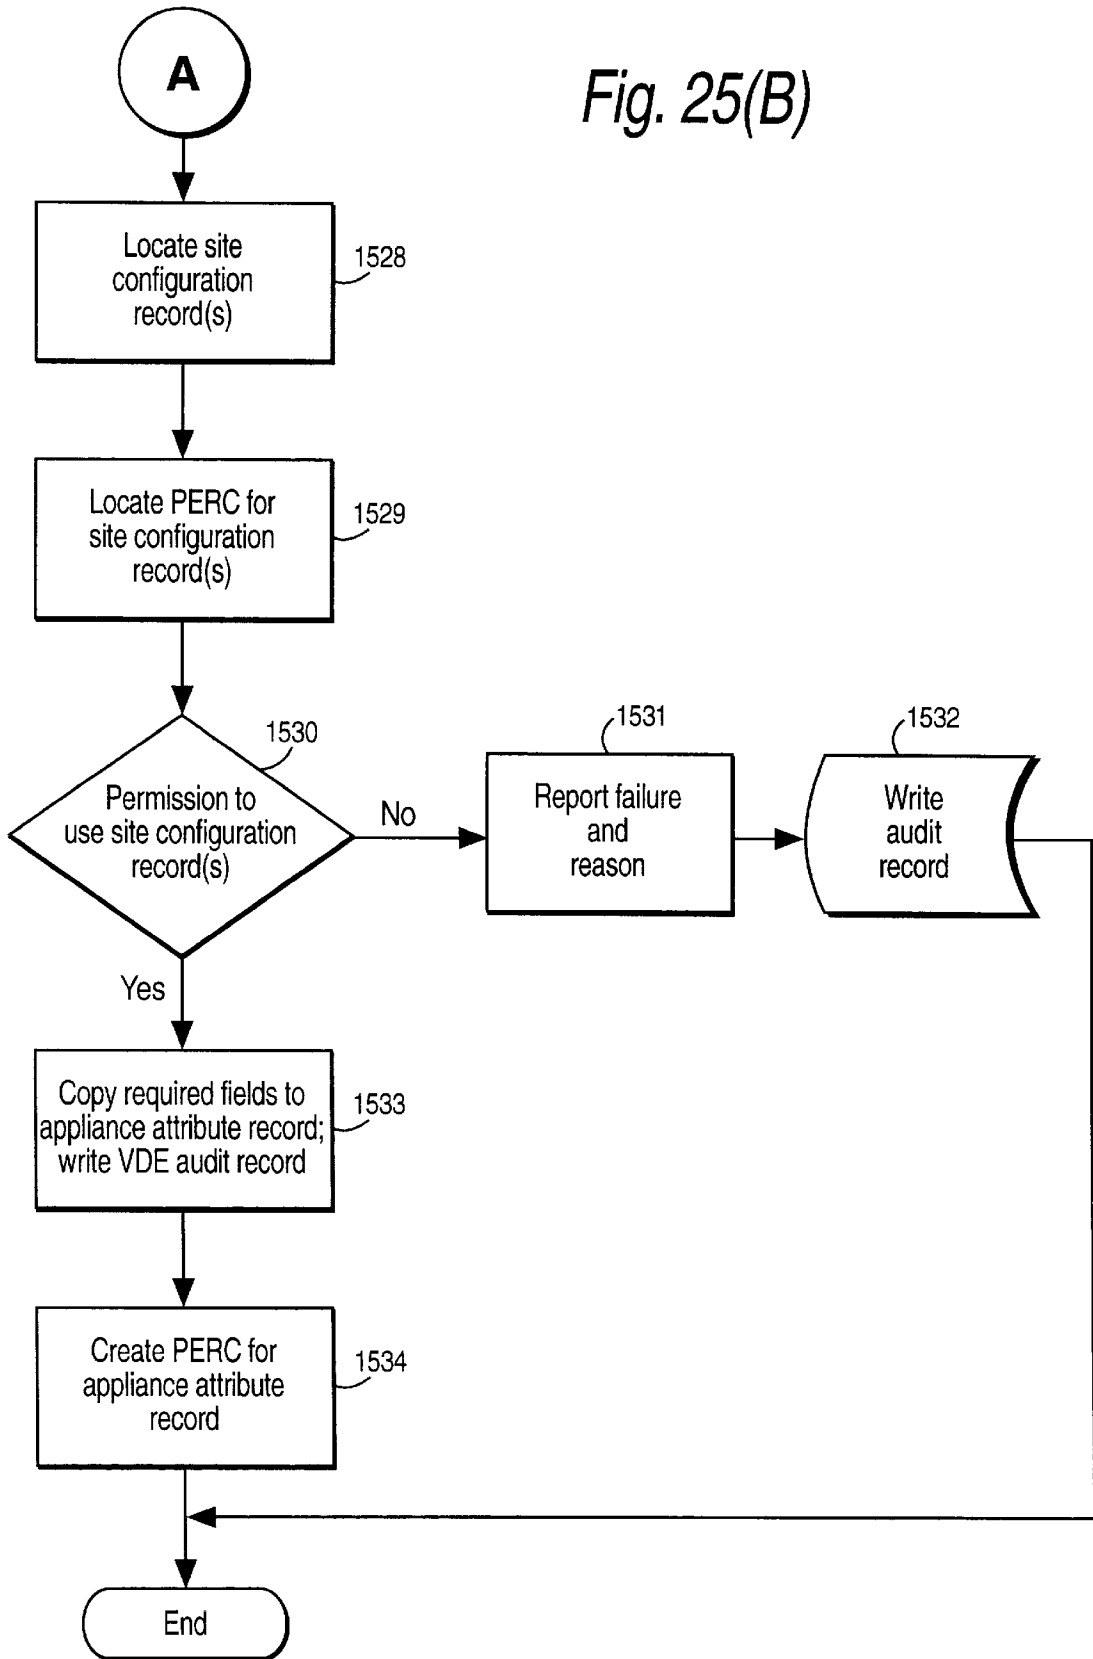 A
Fig. 25(B)
Locate site
configuration
record(s)
1528
Locate PERC for
site configuration
record(s)
1529
1530
Permission to
use site configuration
record(s)
No
1531
Report failure
and
reason
1532
Write
audit
record
Yes
Copy required fields to
appliance attribute record;
write VDE audit record
1533
Create PERC for
appliance attribute
record
1534
End